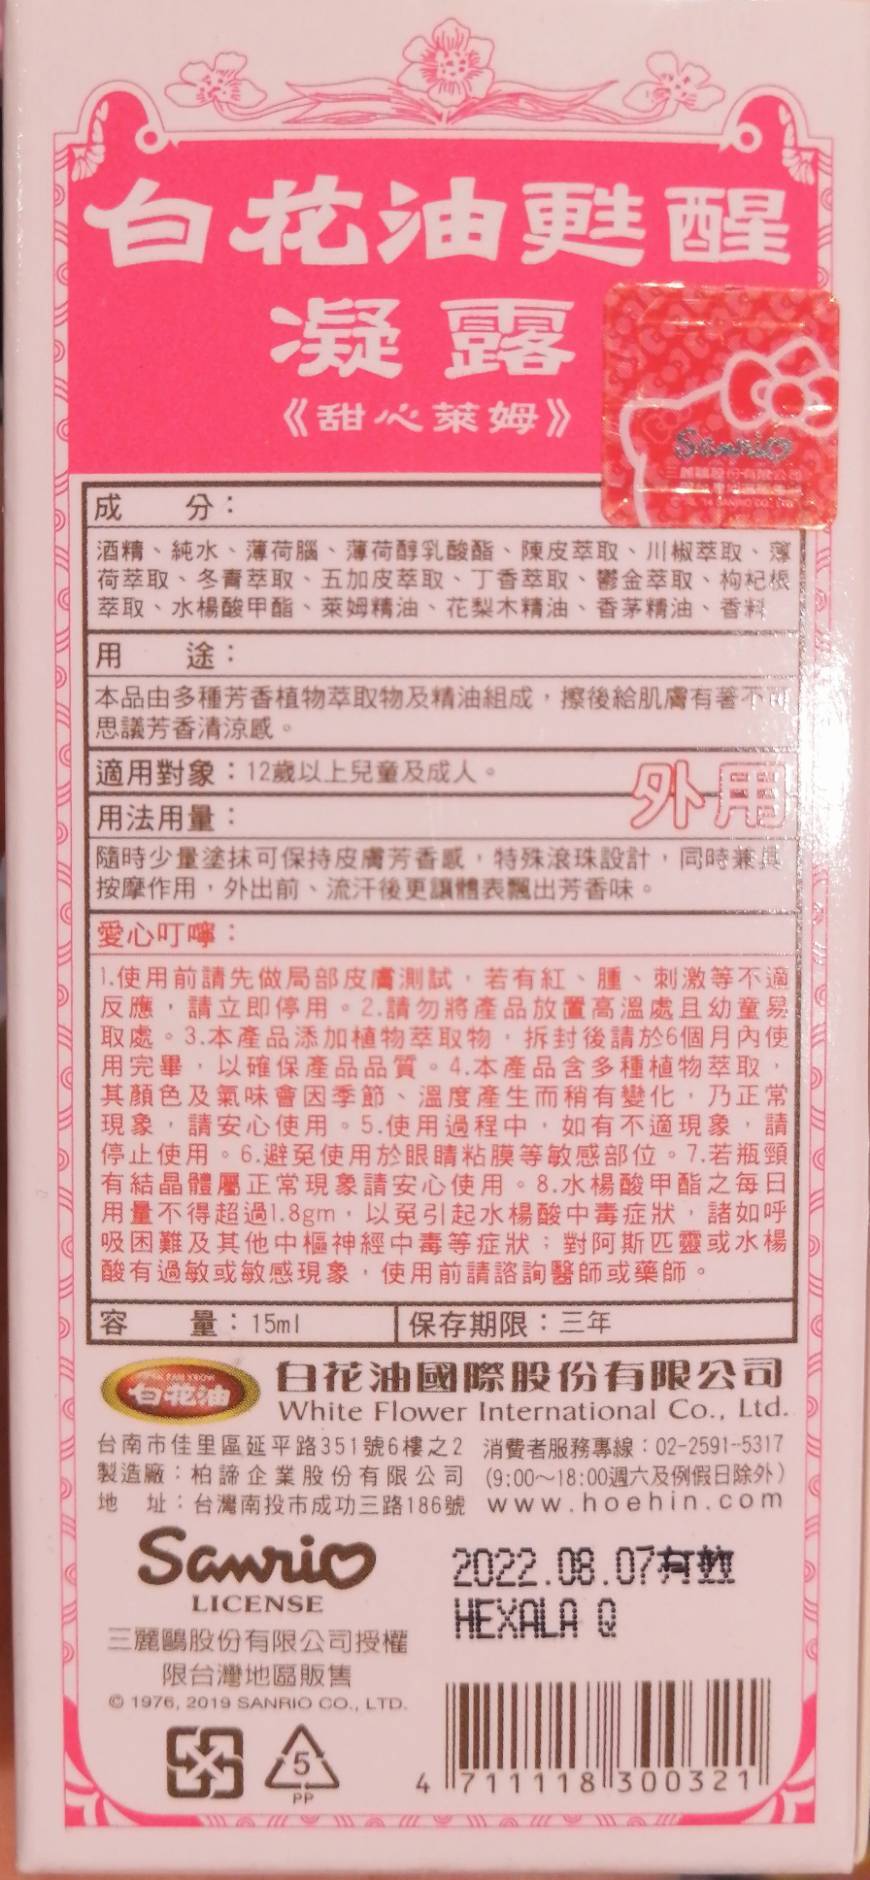 白花油甦醒
凝露
《甜心萊姆》
Sanrio
成　　分：
酒精、純水、薄荷腦、薄荷醇乳酸酯、陳皮萃取、川椒萃取、薄
荷萃取、冬青萃取、五加皮萃取、丁香萃取、鬱金萃取、枸杞根
萃取、水楊酸甲酯、萊姆精油、花梨木精油、香茅精油、香料
用　　途：
本品由多種芳香植物萃取物及精油組成，擦後給肌膚有著不可
思議芳香清涼感。
適用對象：12歲以上兒童及成人。
外用
用法用量：
隨時少量塗抹可保持皮膚芳香感，特殊滾珠設計，同時兼具
按摩作用，外出前、流汗後更讓體表飄出芳香味。
愛心叮嚀：
1.使用前請先做局部皮膚測試，若有紅、腫、刺激等不適
反應，請立即停用。2.請勿將產品放置高溫處且幼童易
取處。3.本產品添加植物萃取物，拆封後請於6個月內使
用完畢，以確保產品品質。4.本產品含多種植物萃取，
其顏色及氣味會因季節、溫度產生而稍有變化，乃正常
現象，請安心使用。5.使用過程中，如有不適現象，請
停止使用。6.避免使用於眼睛粘膜等敏感部位。7.若瓶頸
有結晶體屬正常現象請安心使用。8.水楊酸甲酯之每日
用量不得超過1.8gm，以免引起水楊酸中毒症狀，諸如呼
吸困難及其他中樞神經中毒等症狀；對阿斯匹靈或水楊
酸有過敏或敏感現象，使用前請諮詢醫師或藥師。
容　　量：15ml
保存期限：三年
白花油
白花油國際股份有限公司
White Flower International Co., Ltd.
台南市佳里區延平路351號6樓之2 消費者服務專線：02-2591-5317
製造廠：柏諦企業股份有限公司 (9:00～18:00週六及例假日除外)
地　址：台灣南投市成功三路186號 www.hoehin.com
Sanrio
LICENSE
三麗鷗股份有限公司授權
限台灣地區販售
© 1976, 2019 SANRIO CO., LTD.
2022.08.07有效
HEXALA Q
5
PP
4 711118 300321